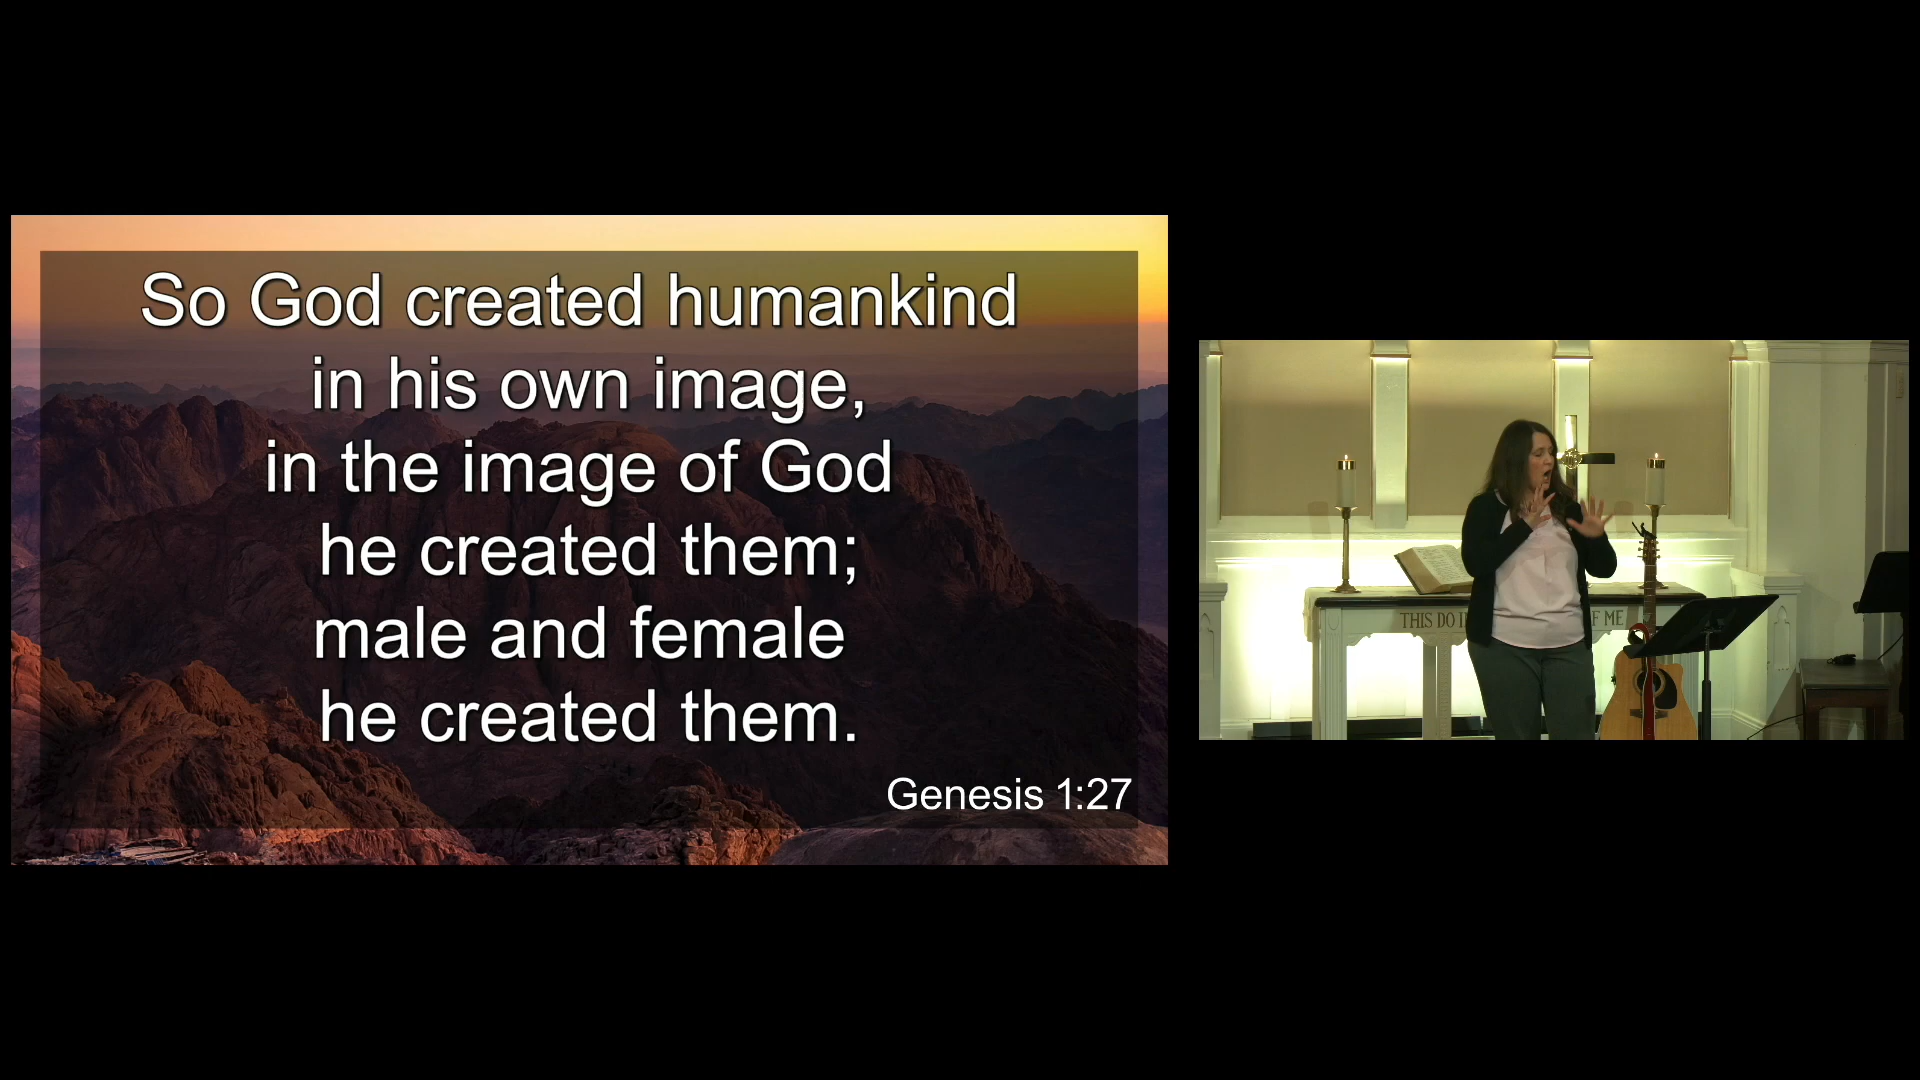 So God created humankind
in his own image,
in the image of God
he created them;
male and female
he created them.
Genesis 1:27
THIS DO F ME